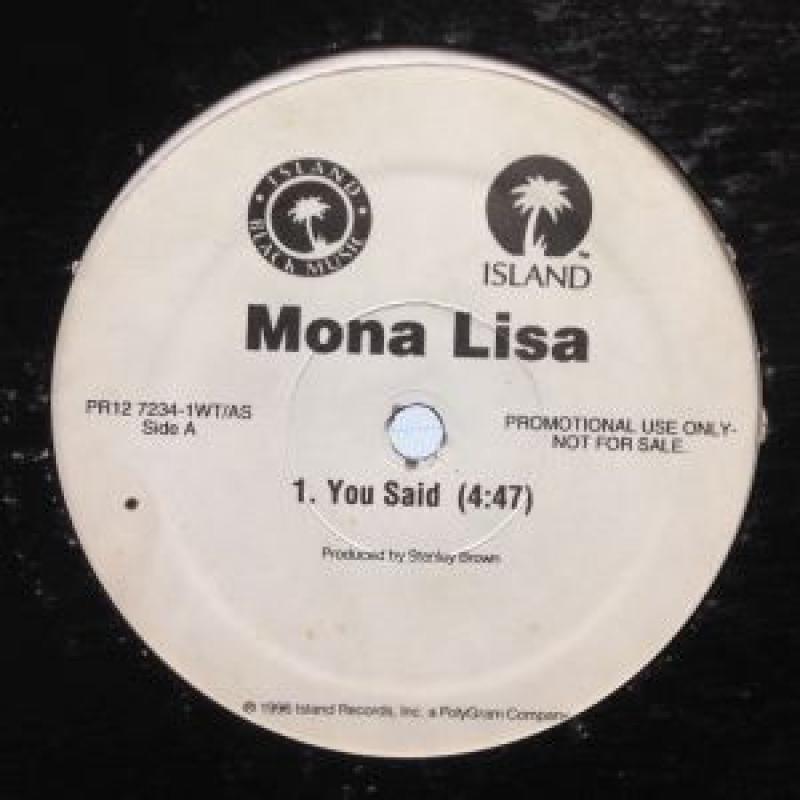 ISLAND
BLACK MUSIC
ISLAND™
Mona Lisa
PR12 7234-1WT/AS
Side A
PROMOTIONAL USE ONLY-
NOT FOR SALE.
1. You Said (4:47)
Produced by Stanley Brown
℗ 1996 Island Records, Inc. a PolyGram Company